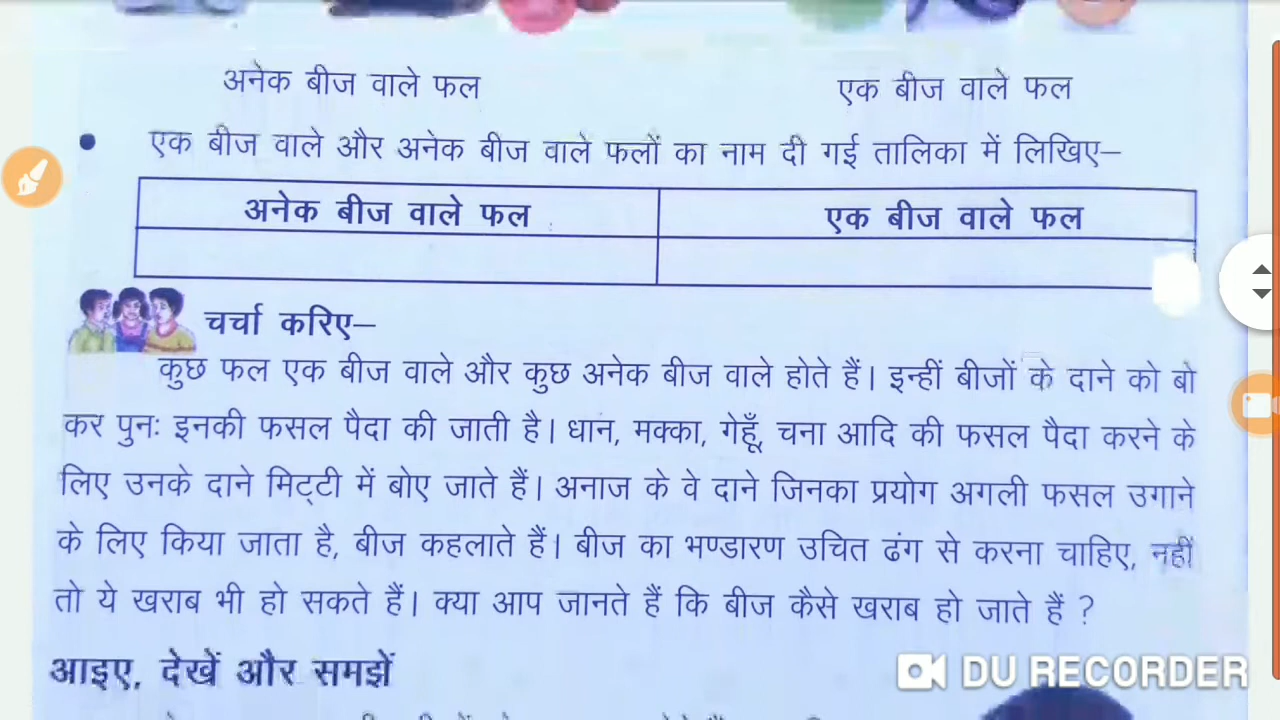 अनेक बीज वाले फल एक बीज वाले फल
• एक बीज वाले और अनेक बीज वाले फलों का नाम दी गई तालिका में लिखिए–
अनेक बीज वाले फल एक बीज वाले फल
चर्चा करिए–
कुछ फल एक बीज वाले और कुछ अनेक बीज वाले होते हैं। इन्हीं बीजों के दाने को बो
कर पुनः इनकी फसल पैदा की जाती है। धान, मक्का, गेहूँ, चना आदि की फसल पैदा करने के
लिए उनके दाने मिट्टी में बोए जाते हैं। अनाज के वे दाने जिनका प्रयोग अगली फसल उगाने
के लिए किया जाता है, बीज कहलाते हैं। बीज का भण्डारण उचित ढंग से करना चाहिए, नहीं
तो ये खराब भी हो सकते हैं। क्या आप जानते हैं कि बीज कैसे खराब हो जाते हैं ?
आइए, देखें और समझें
DU RECORDER